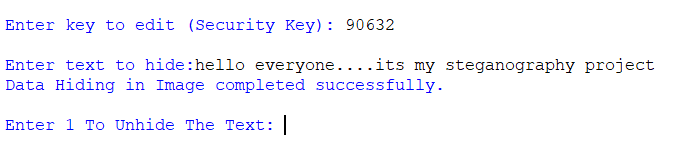 Enter key to edit (Security Key): 90632
Enter text to hide:hello everyone....its my steganography project
Data Hiding in Image completed successfully.
Enter 1 To Unhide The Text: